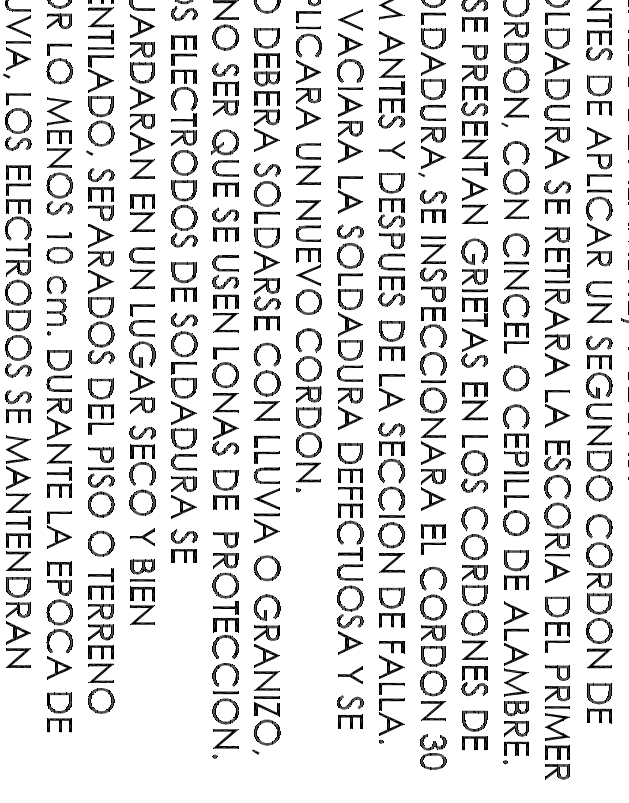 NTES DE APLICAR UN SEGUNDO CORDON DE
OLDADURA SE RETIRARA LA ESCORIA DEL PRIMER
ORDON, CON CINCEL O CEPILLO DE ALAMBRE.
SE PRESENTAN GRIETAS EN LOS CORDONES DE
OLDADURA, SE INSPECCIONARA EL CORDON 30
M ANTES Y DESPUES DE LA SECCION DE FALLA.
VACIARA LA SOLDADURA DEFECTUOSA Y SE
PLICARA UN NUEVO CORDON.
O DEBERA SOLDARSE CON LLUVIA O GRANIZO,
NO SER QUE SE USEN LONAS DE PROTECCION.
OS ELECTRODOS DE SOLDADURA SE
UARDARAN EN UN LUGAR SECO Y BIEN
ENTILADO, SEPARADOS DEL PISO O TERRENO
OR LO MENOS 10 cm. DURANTE LA EPOCA DE
UVIA, LOS ELECTRODOS SE MANTENDRAN